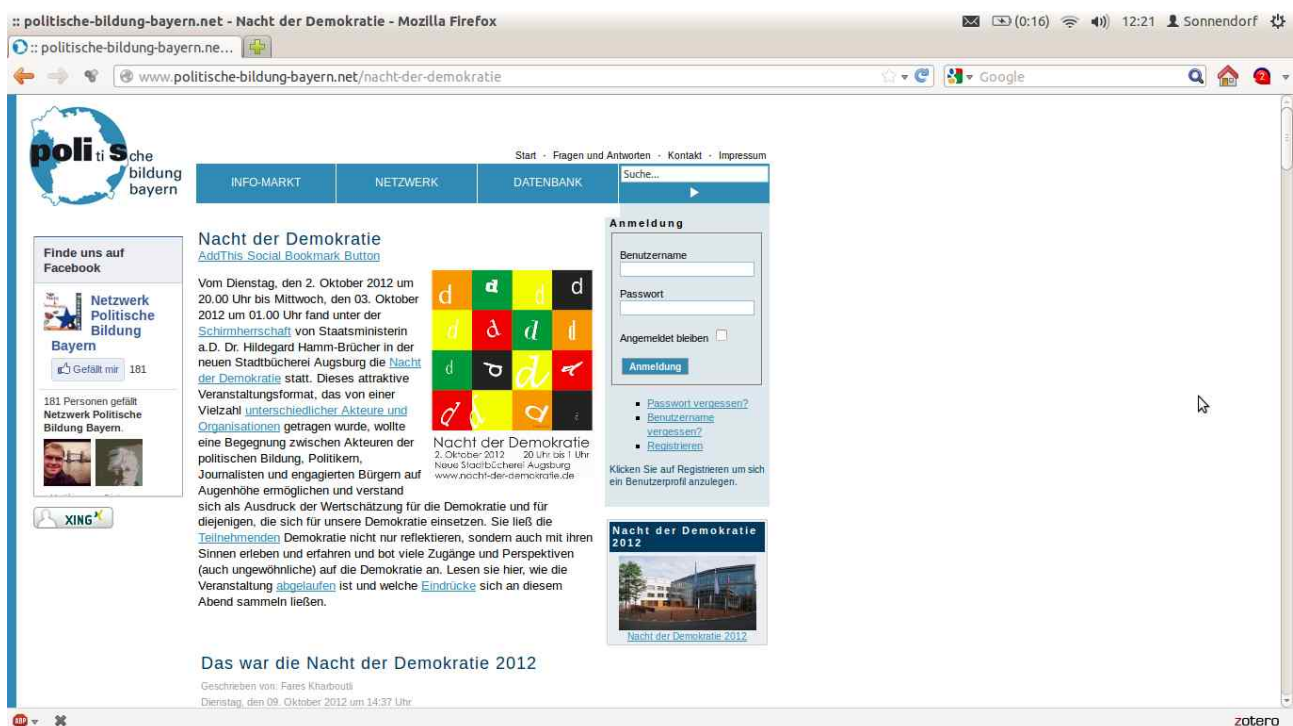 :: politische-bildung-bayern.net - Nacht der Demokratie - Mozilla Firefox
(0:16) 12:21 Sonnendorf
:: politische-bildung-bayern.ne...
www.politische-bildung-bayern.net/nacht-der-demokratie
Google
2
politische
bildung
bayern
Start · Fragen und Antworten · Kontakt · Impressum
INFO-MARKT NETZWERK DATENBANK
Suche...
Finde uns auf
Facebook
Netzwerk
Politische
Bildung
Bayern
Gefällt mir 181
181 Personen gefällt
Netzwerk Politische
Bildung Bayern.
XING
Nacht der Demokratie
AddThis Social Bookmark Button
Vom Dienstag, den 2. Oktober 2012 um
20.00 Uhr bis Mittwoch, den 03. Oktober
2012 um 01.00 Uhr fand unter der
Schirmherrschaft von Staatsministerin
a.D. Dr. Hildegard Hamm-Brücher in der
neuen Stadtbücherei Augsburg die Nacht
der Demokratie statt. Dieses attraktive
Veranstaltungsformat, das von einer
Vielzahl unterschiedlicher Akteure und
Organisationen getragen wurde, wollte
eine Begegnung zwischen Akteuren der
politischen Bildung, Politikern,
Journalisten und engagierten Bürgern auf
Augenhöhe ermöglichen und verstand
sich als Ausdruck der Wertschätzung für die Demokratie und für
diejenigen, die sich für unsere Demokratie einsetzen. Sie ließ die
Teilnehmenden Demokratie nicht nur reflektieren, sondern auch mit ihren
Sinnen erleben und erfahren und bot viele Zugänge und Perspektiven
(auch ungewöhnliche) auf die Demokratie an. Lesen sie hier, wie die
Veranstaltung abgelaufen ist und welche Eindrücke sich an diesem
Abend sammeln ließen.
d a d d
d d d d
d d d d
d d d d
Nacht der Demokratie
2. Oktober 2012 20 Uhr bis 1 Uhr
Neue Stadtbücherei Augsburg
www.nacht-der-demokratie.de
Das war die Nacht der Demokratie 2012
Geschrieben von: Fares Kharboutli
Dienstag, den 09. Oktober 2012 um 14:37 Uhr
Anmeldung
Benutzername
Passwort
Angemeldet bleiben
Anmeldung
Passwort vergessen?
Benutzername
vergessen?
Registrieren
Klicken Sie auf Registrieren um sich
ein Benutzerprofil anzulegen.
Nacht der Demokratie
2012
Nacht der Demokratie 2012
ABP
zotero